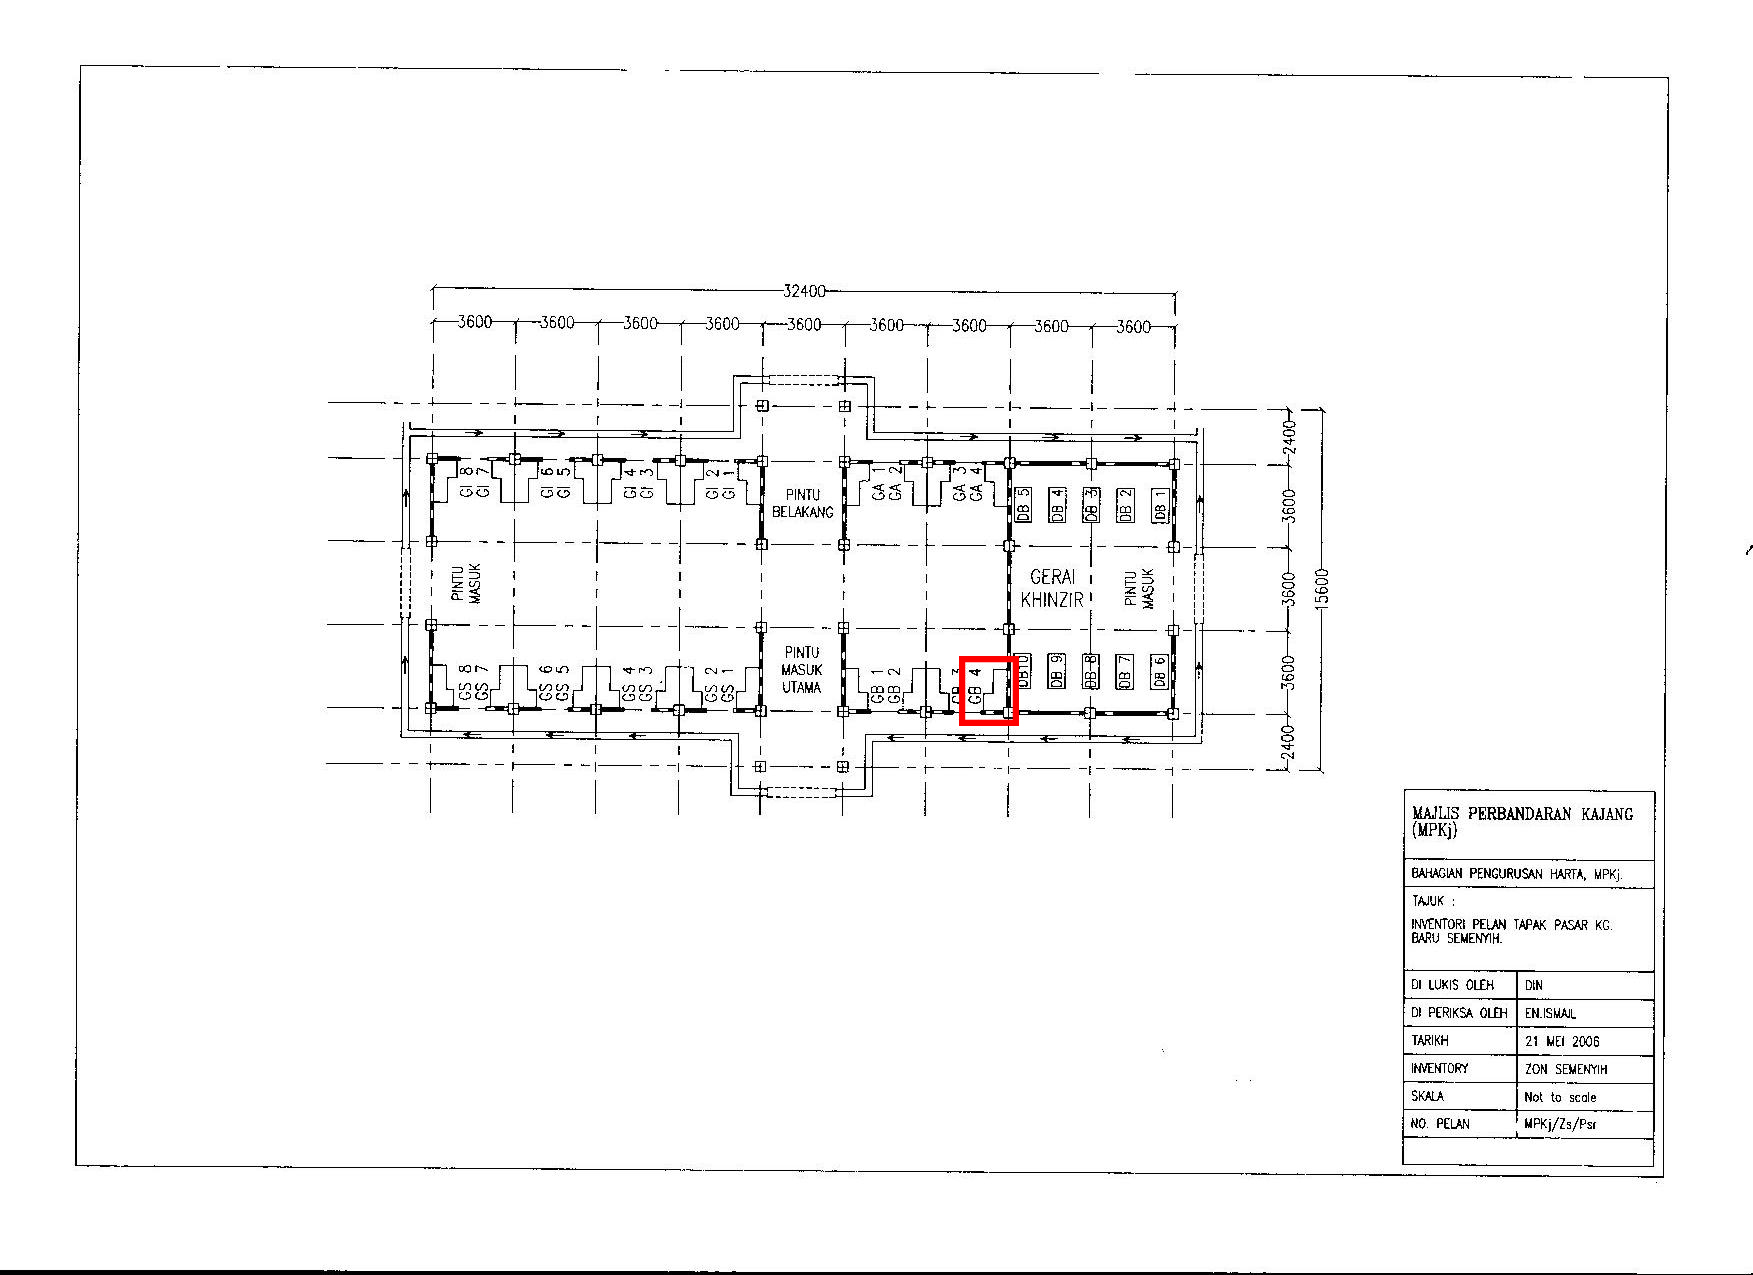 32400
3600 3600 3600 3600 3600 3600 3600 3600 3600
2400
3600
3600
3600
2400
15600
GI 8
GI 7
GI 6
GI 5
GI 4
GI 3
GI 2
GI 1
PINTU
BELAKANG
GA 1
GA 2
GA 3
GA 4
DB 5
DB 4
DB 3
DB 2
DB 1
PINTU
MASUK
GERAI
KHINZIR
PINTU
MASUK
GS 8
GS 7
GS 6
GS 5
GS 4
GS 3
GS 2
GS 1
PINTU
MASUK
UTAMA
GB 1
GB 2
GB 3
GB 4
DB10
DB 9
DB 8
DB 7
DB 6
MAJLIS PERBANDARAN KAJANG
(MPKj)
BAHAGIAN PENGURUSAN HARTA, MPKj.
TAJUK :
INVENTORI PELAN TAPAK PASAR KG.
BARU SEMENYIH.
DI LUKIS OLEH DIN
DI PERIKSA OLEH EN.ISMAIL
TARIKH 21 MEI 2006
INVENTORY ZON SEMENYIH
SKALA Not to scale
NO. PELAN MPKj/Zs/Psr